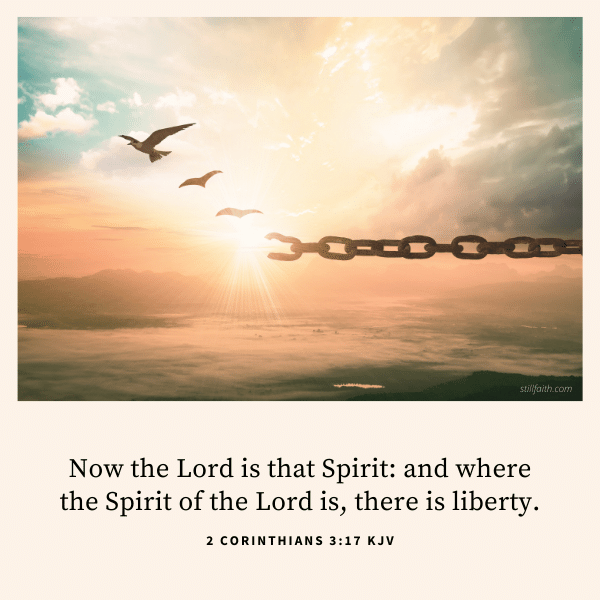 stillfaith.com
Now the Lord is that Spirit: and where
the Spirit of the Lord is, there is liberty.
2 CORINTHIANS 3:17 KJV